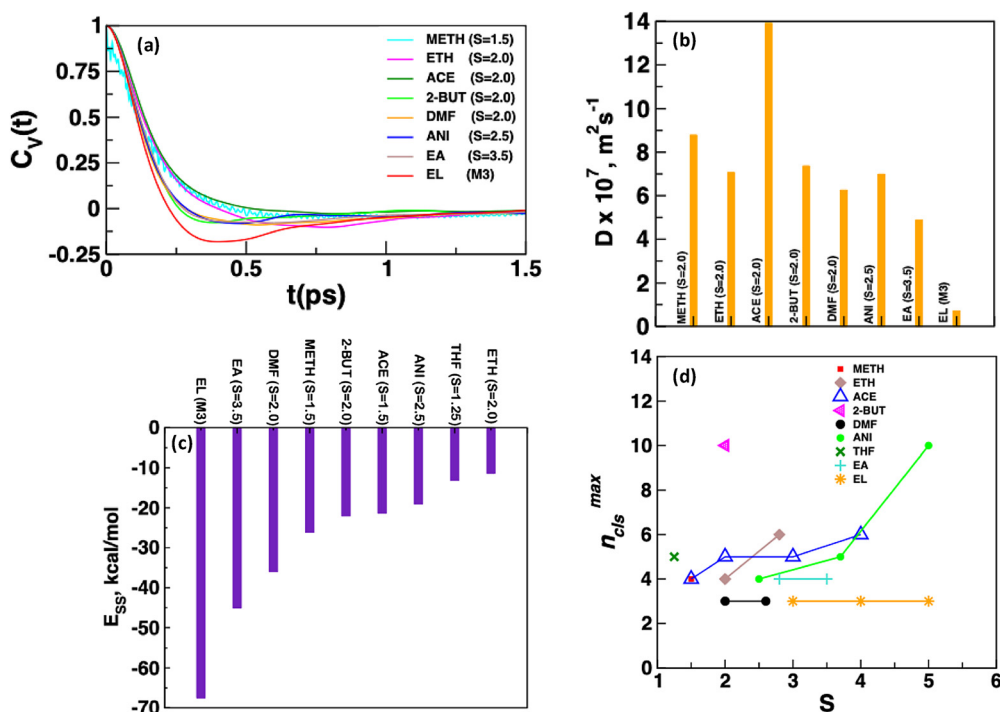 (a)
1
0.75
0.5
0.25
0
-0.25
C_V(t)
METH (S=1.5)
ETH (S=2.0)
ACE (S=2.0)
2-BUT (S=2.0)
DMF (S=2.0)
ANI (S=2.5)
EA (S=3.5)
EL (M3)
0 0.5 1 1.5
t(ps)
(b)
14
12
10
8
6
4
2
0
D x 10^7, m^2s^-1
METH (S=2.0)
ETH (S=2.0)
ACE (S=2.0)
2-BUT (S=2.0)
DMF (S=2.0)
ANI (S=2.5)
EA (S=3.5)
EL (M3)
EL (M3)
EA (S=3.5)
DMF (S=2.0)
METH (S=1.5)
2-BUT (S=2.0)
ACE (S=1.5)
ANI (S=2.5)
THF (S=1.25)
ETH (S=2.0)
(c)
0
-10
-20
-30
-40
-50
-60
-70
E_SS, kcal/mol
(d)
14
12
10
8
6
4
2
0
n_cls^max
METH
ETH
ACE
2-BUT
DMF
ANI
THF
EA
EL
1 2 3 4 5 6
S